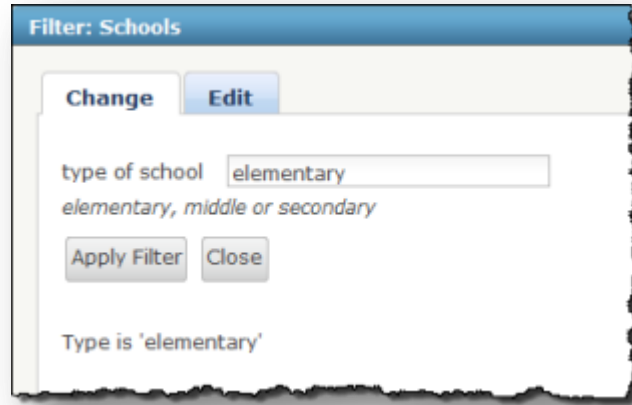 Filter: Schools
Change Edit
type of school elementary
elementary, middle or secondary
Apply Filter Close
Type is 'elementary'